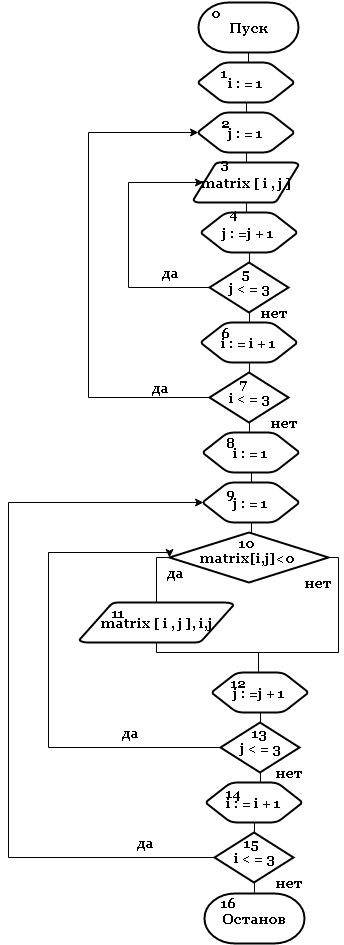 0
Пуск
1
i : = 1
2
j : = 1
3
matrix [ i , j ]
4
j : =j + 1
5
j < = 3
да
нет
6
i : = i + 1
7
i < = 3
да
нет
8
i : = 1
9
j : = 1
10
matrix[i,j]<0
да
нет
11
matrix [ i , j ], i,j
12
j : =j + 1
13
j < = 3
да
нет
14
i : = i + 1
15
i < = 3
да
нет
16
Останов